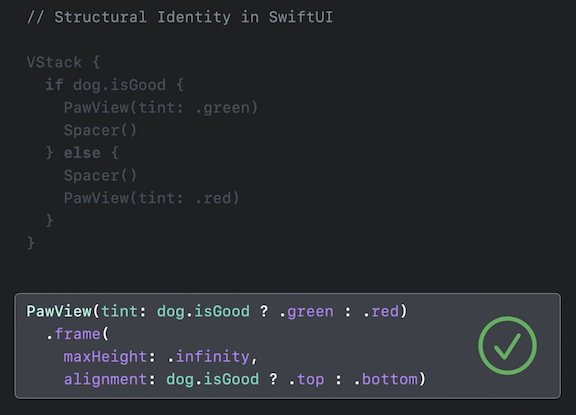 // Structural Identity in SwiftUI
VStack {
if dog.isGood {
PawView(tint: .green)
Spacer()
} else {
Spacer()
PawView(tint: .red)
}
}
PawView(tint: dog.isGood ? .green : .red)
.frame(
maxHeight: .infinity,
alignment: dog.isGood ? .top : .bottom)